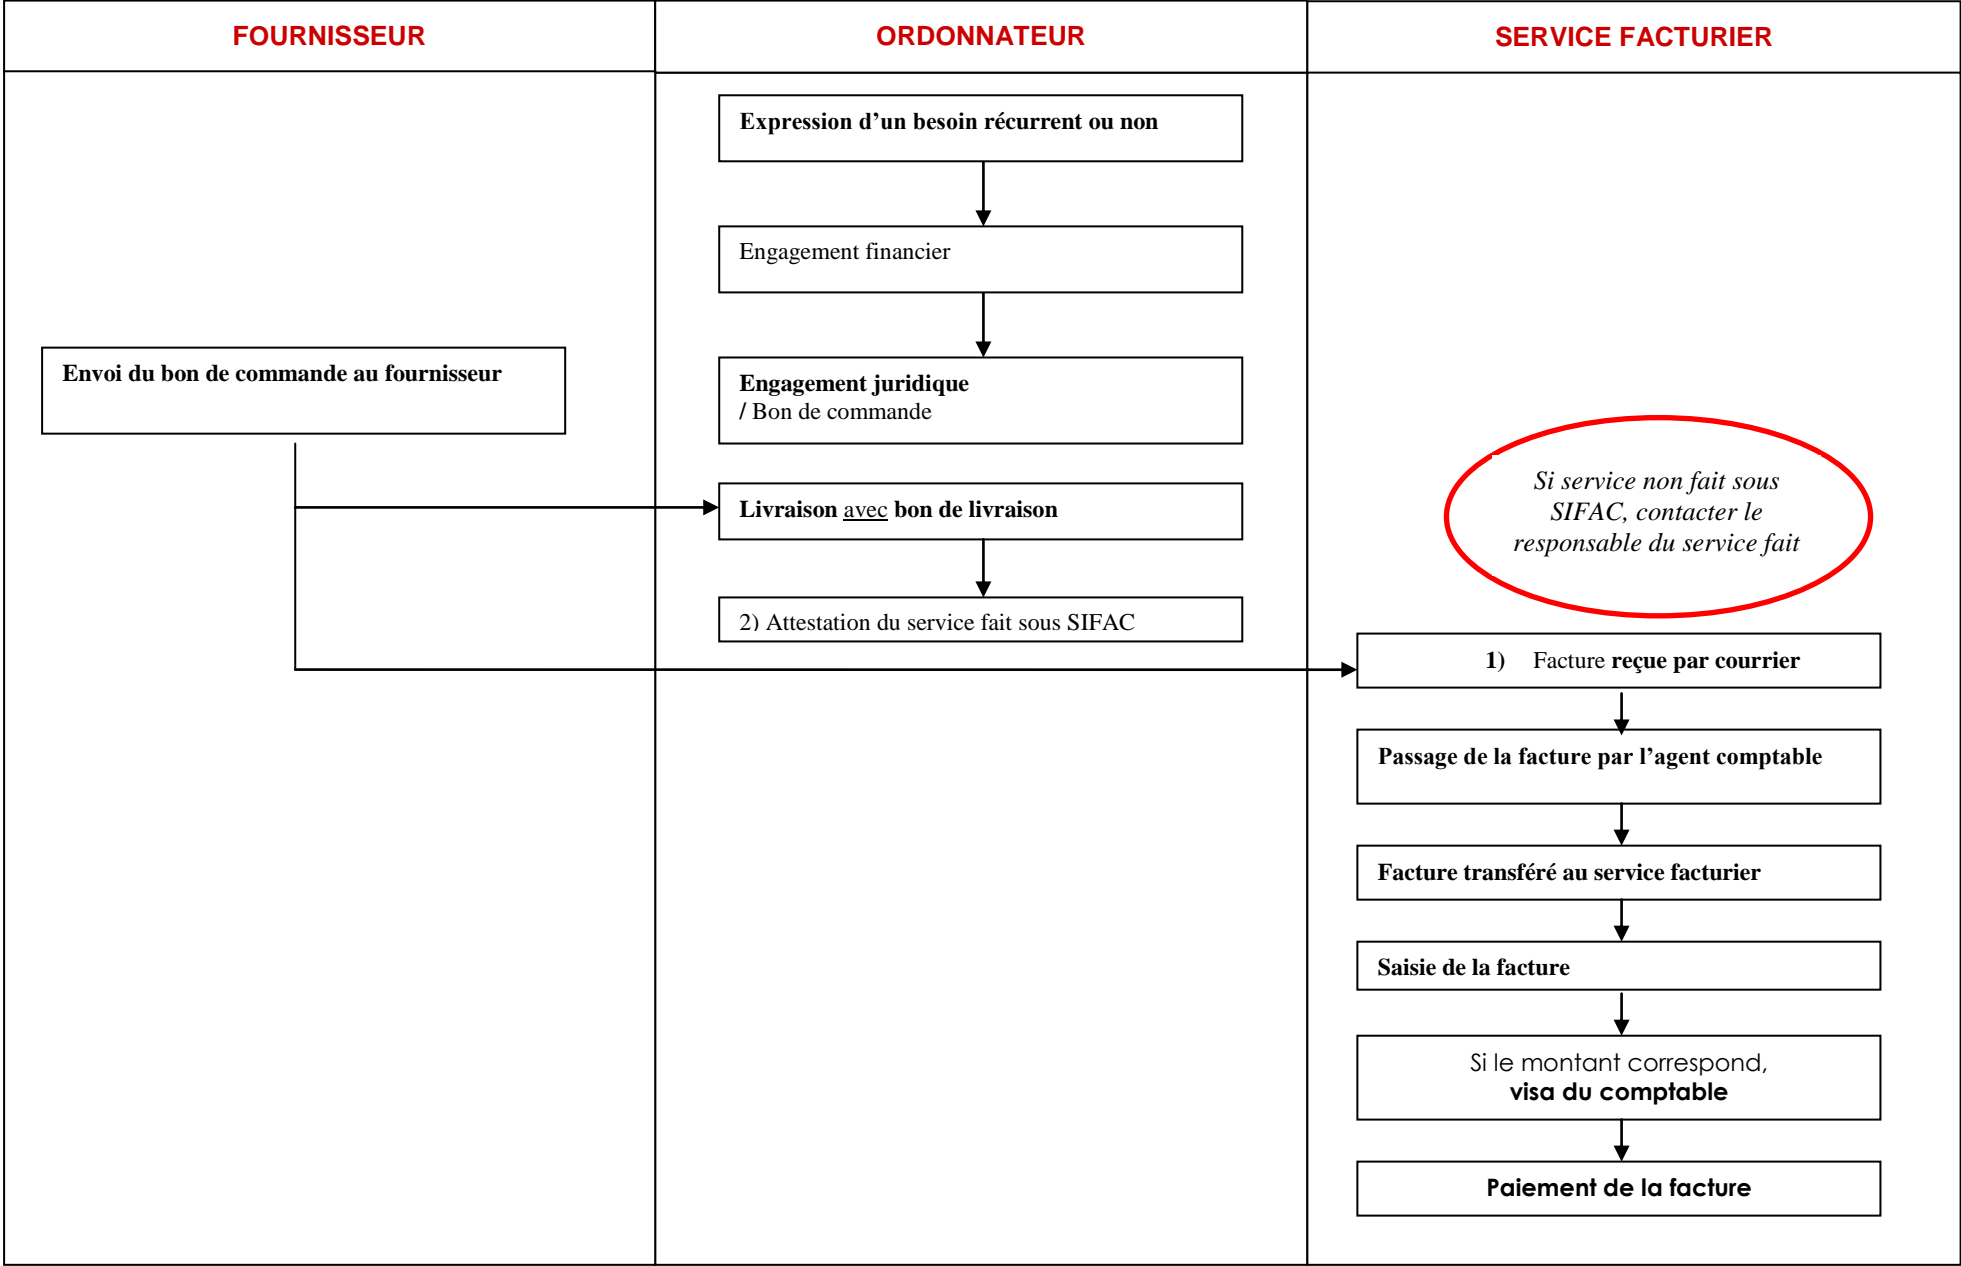 FOURNISSEUR
ORDONNATEUR
SERVICE FACTURIER
Expression d’un besoin récurrent ou non
Engagement financier
Envoi du bon de commande au fournisseur
Engagement juridique
/ Bon de commande
Livraison avec bon de livraison
2) Attestation du service fait sous SIFAC
Si service non fait sous
SIFAC, contacter le
responsable du service fait
1) Facture reçue par courrier
Passage de la facture par l’agent comptable
Facture transféré au service facturier
Saisie de la facture
Si le montant correspond,
visa du comptable
Paiement de la facture